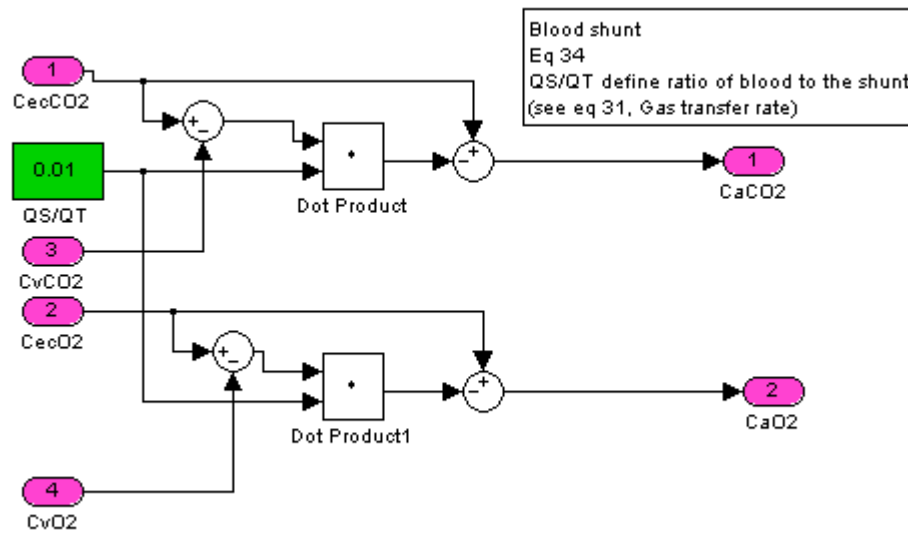 Blood shunt
Eq 34
QS/QT define ratio of blood to the shunt
(see eq 31, Gas transfer rate)
1
CecCO2
0.01
QS/QT
3
CvCO2
2
CecO2
4
CvO2
+
−
Dot Product
−
+
1
CaCO2
+
−
Dot Product1
−
+
2
CaO2